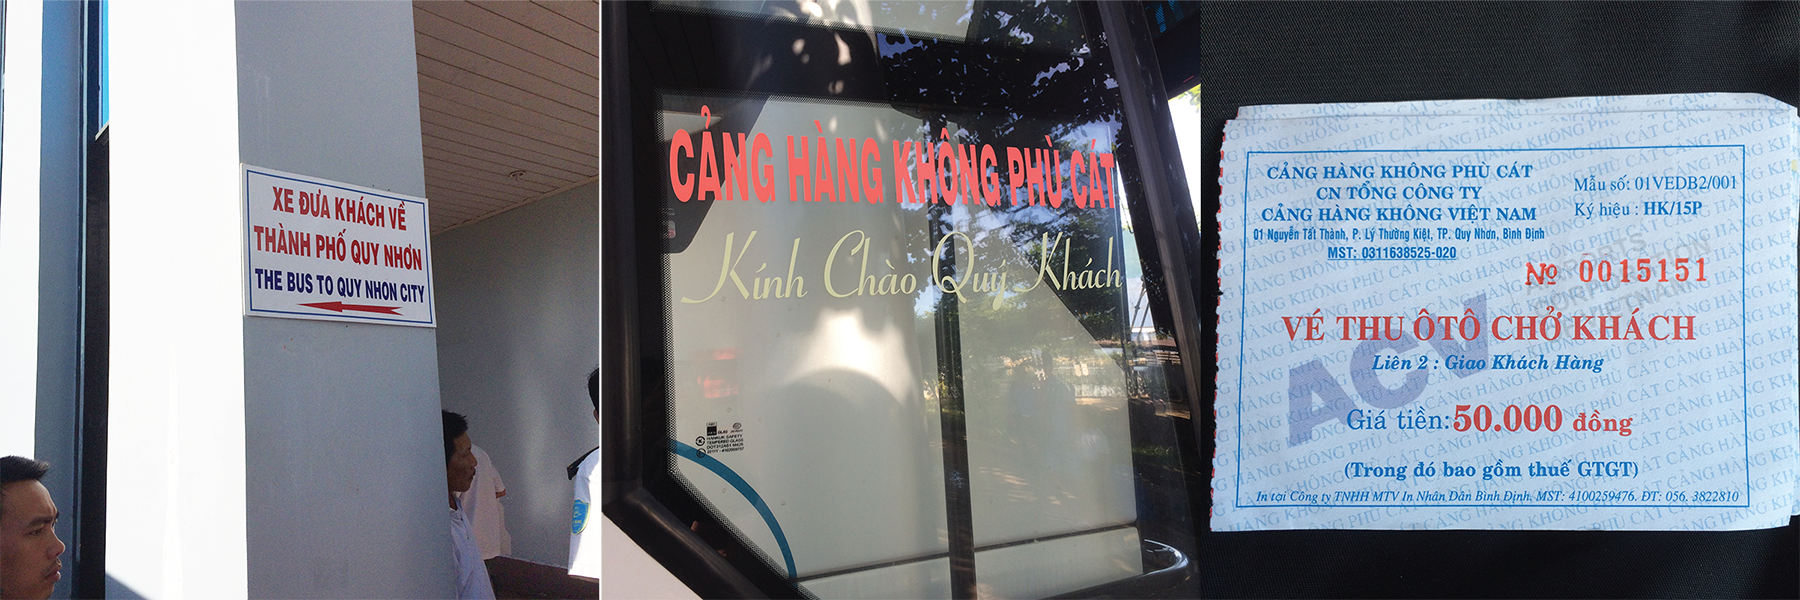 XE ĐƯA KHÁCH VỀ
THÀNH PHỐ QUY NHƠN
THE BUS TO QUY NHON CITY
CẢNG HÀNG KHÔNG PHÙ CÁT
Kính Chào Quý Khách
CẢNG HÀNG KHÔNG PHÙ CÁT
CN TỔNG CÔNG TY
CẢNG HÀNG KHÔNG VIỆT NAM
01 Nguyễn Tất Thành, P. Lý Thường Kiệt, TP. Quy Nhơn, Bình Định
MST: 0311638525-020
Mẫu số: 01VEDB2/001
Ký hiệu : HK/15P
Nº 0015151
VÉ THU ÔTÔ CHỞ KHÁCH
Liên 2 : Giao Khách Hàng
ACV
Giá tiền: 50.000 đồng
(Trong đó bao gồm thuế GTGT)
In tại Công ty TNHH MTV In Nhân Dân Bình Định, MST: 4100259476. ĐT: 056. 3822810